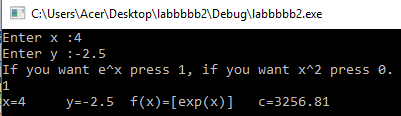 C:\Users\Acer\Desktop\labbbbb2\Debug\labbbbb2.exe
Enter x :4
Enter y :-2.5
If you want e^x press 1, if you want x^2 press 0.
1
x=4     y=-2.5  f(x)=[exp(x)]   c=3256.81